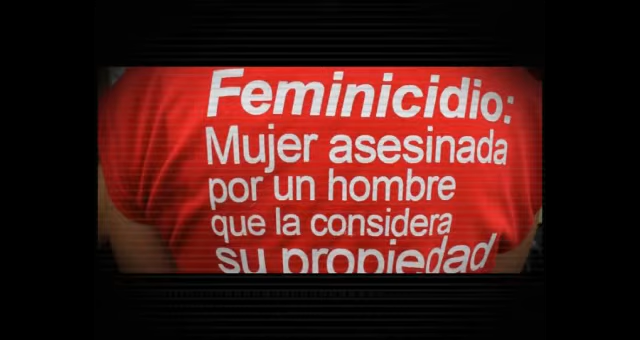 Feminicidio:
Mujer asesinada
por un hombre
que la considera
su propiedad